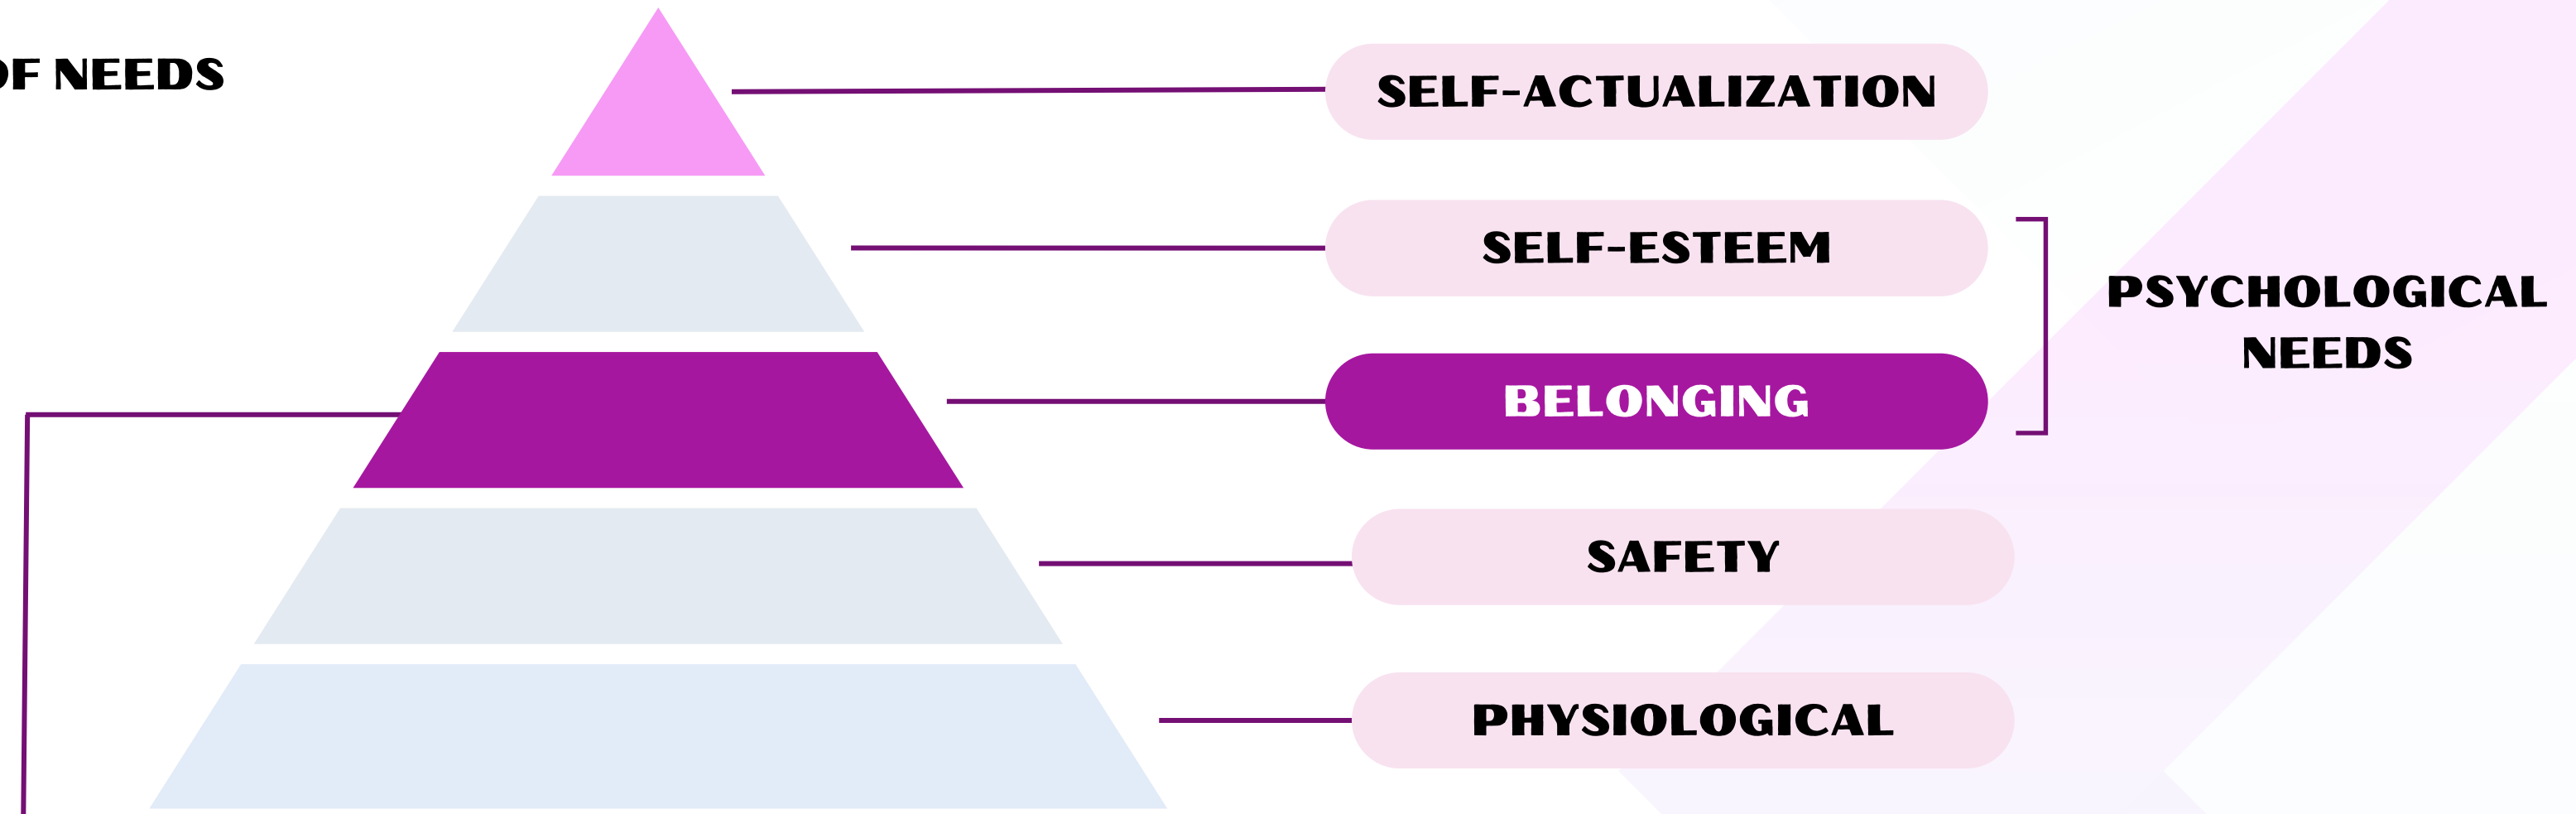 OF NEEDS
SELF-ACTUALIZATION
SELF-ESTEEM
PSYCHOLOGICAL
NEEDS
BELONGING
SAFETY
PHYSIOLOGICAL